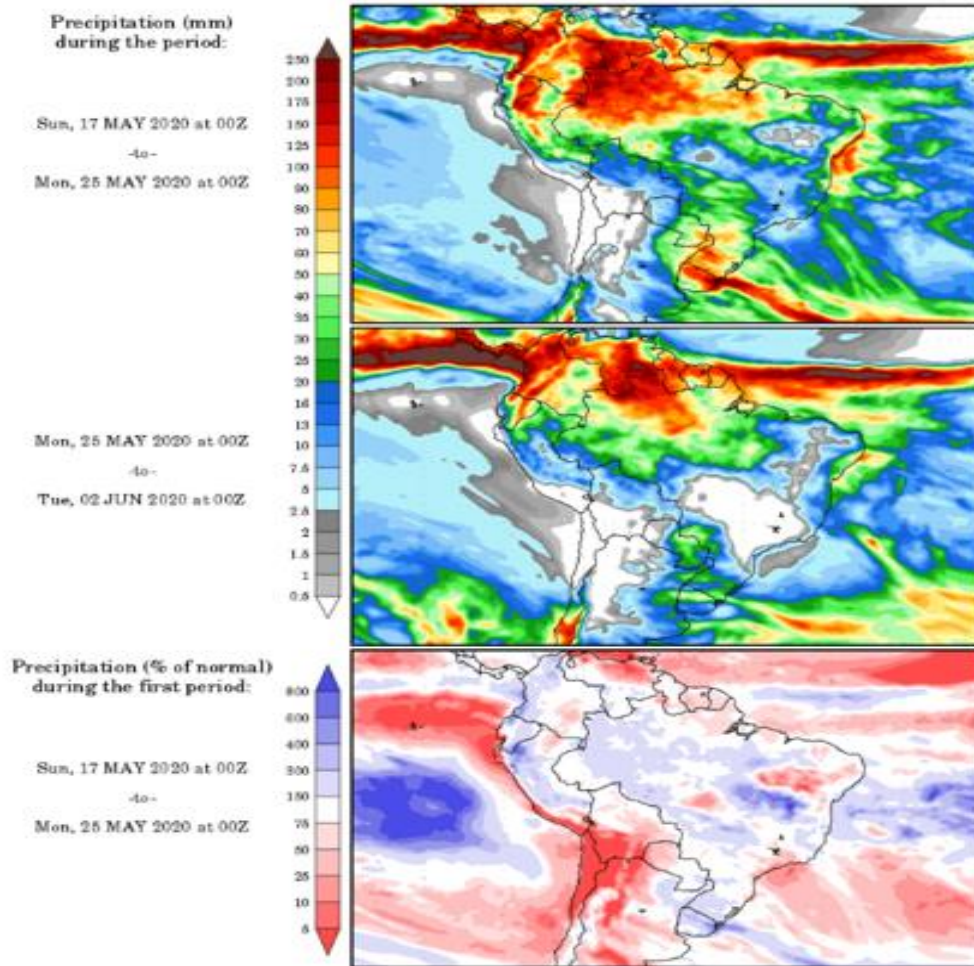 Precipitation (mm)
during the period:
Sun, 17 MAY 2020 at 00Z
-to-
Mon, 25 MAY 2020 at 00Z
Mon, 25 MAY 2020 at 00Z
-to-
Tue, 02 JUN 2020 at 00Z
250
200
175
150
125
100
90
80
70
60
50
40
35
30
25
20
16
13
10
7.5
5
2.5
2
1.5
1
0.5
Precipitation (% of normal)
during the first period:
Sun, 17 MAY 2020 at 00Z
-to-
Mon, 25 MAY 2020 at 00Z
800
600
400
300
150
75
50
25
10
5